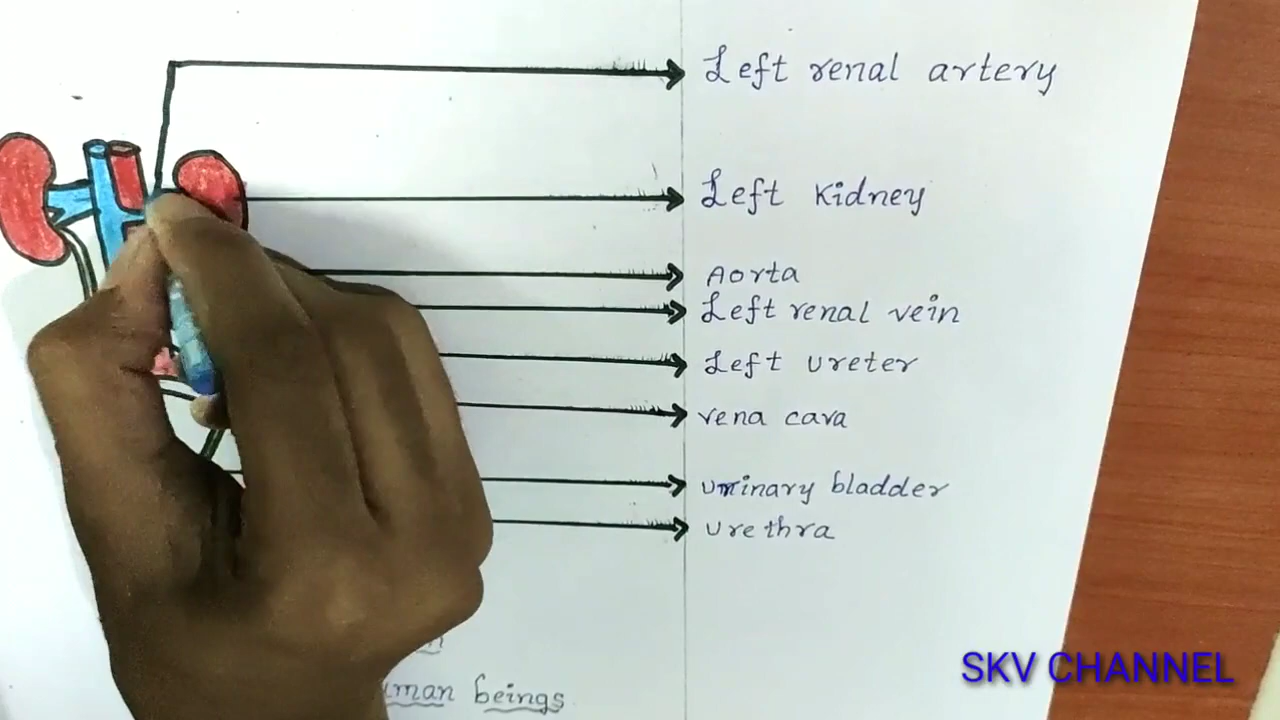 Left renal artery
Left Kidney
Aorta
Left renal vein
Left ureter
vena cava
urinary bladder
urethra
beings
SKV CHANNEL